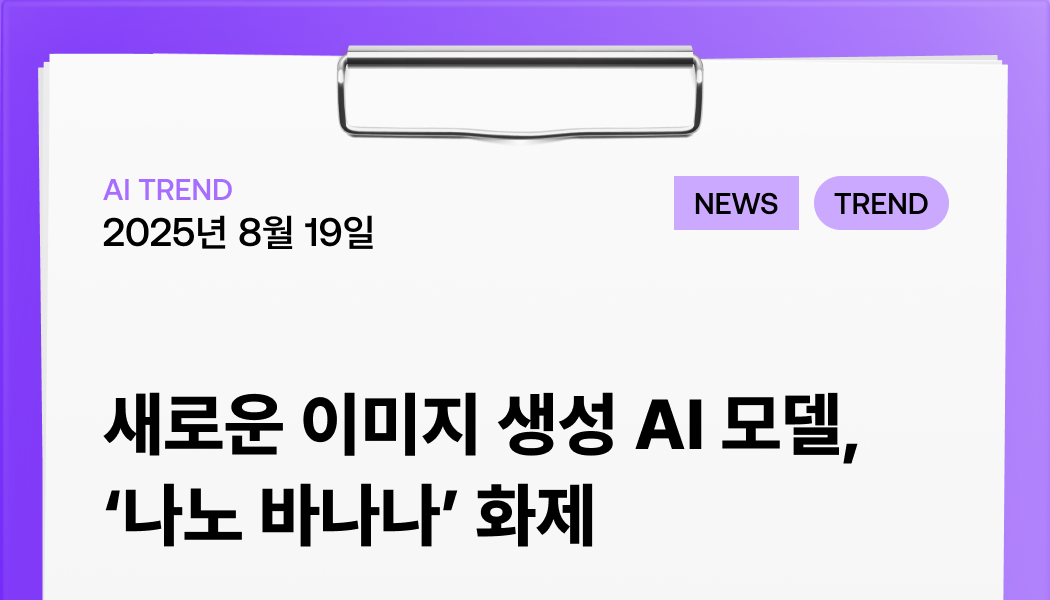 AI TREND
2025년 8월 19일
NEWS
TREND
새로운 이미지 생성 AI 모델,
‘나노 바나나’ 화제